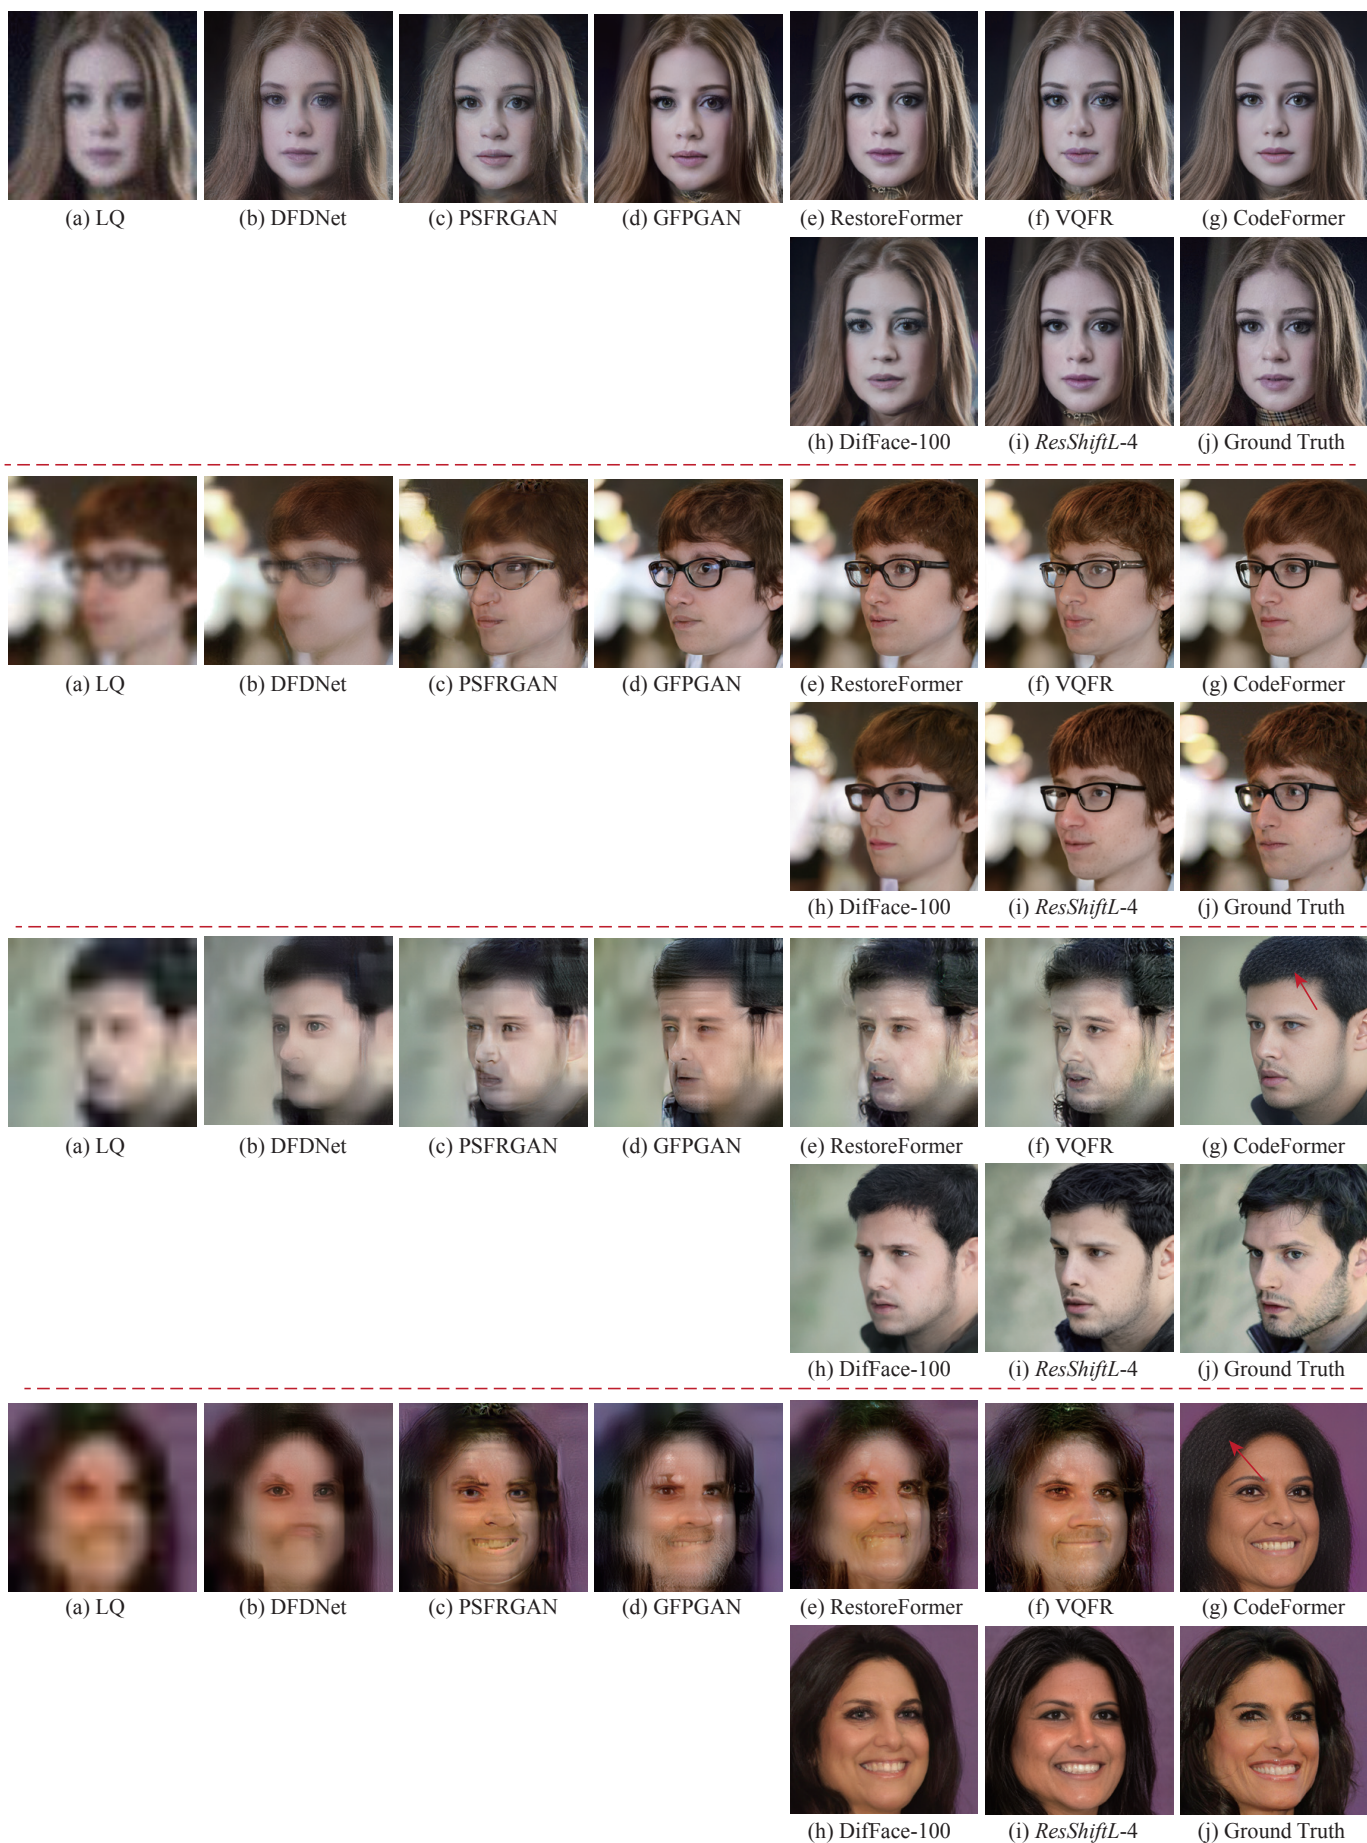 (a) LQ (b) DFDNet (c) PSFRGAN (d) GFPGAN (e) RestoreFormer (f) VQFR (g) CodeFormer
(h) DifFace-100 (i) ResShiftL-4 (j) Ground Truth
(a) LQ (b) DFDNet (c) PSFRGAN (d) GFPGAN (e) RestoreFormer (f) VQFR (g) CodeFormer
(h) DifFace-100 (i) ResShiftL-4 (j) Ground Truth
(a) LQ (b) DFDNet (c) PSFRGAN (d) GFPGAN (e) RestoreFormer (f) VQFR (g) CodeFormer
(h) DifFace-100 (i) ResShiftL-4 (j) Ground Truth
(a) LQ (b) DFDNet (c) PSFRGAN (d) GFPGAN (e) RestoreFormer (f) VQFR (g) CodeFormer
(h) DifFace-100 (i) ResShiftL-4 (j) Ground Truth